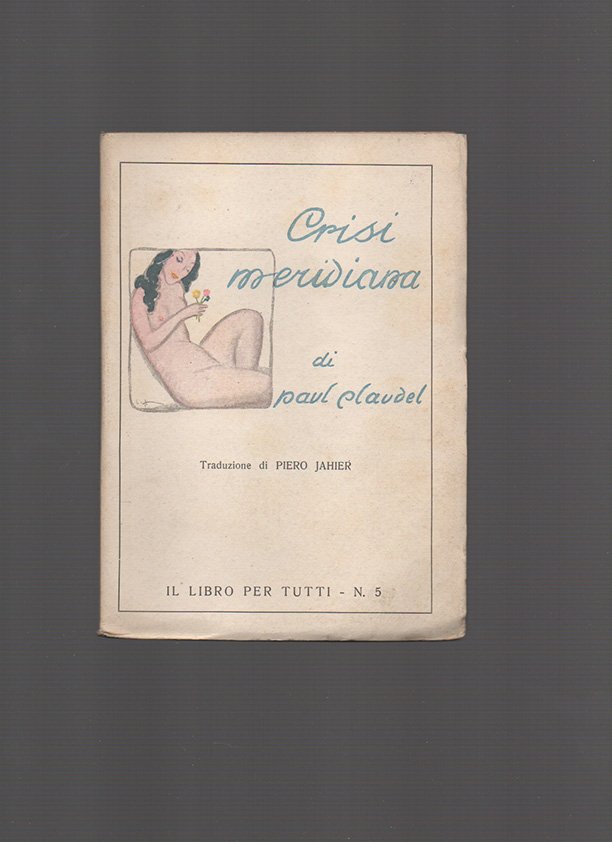 Crisi
meridiana
di
paul claudel
Traduzione di PIERO JAHIER
IL LIBRO PER TUTTI - N. 5